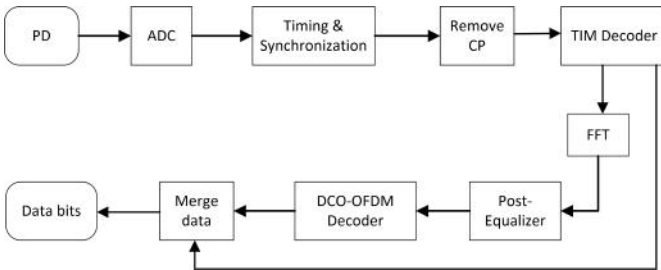 PD
ADC
Timing &
Synchronization
Remove
CP
TIM Decoder
FFT
Data bits
Merge
data
DCO-OFDM
Decoder
Post-
Equalizer